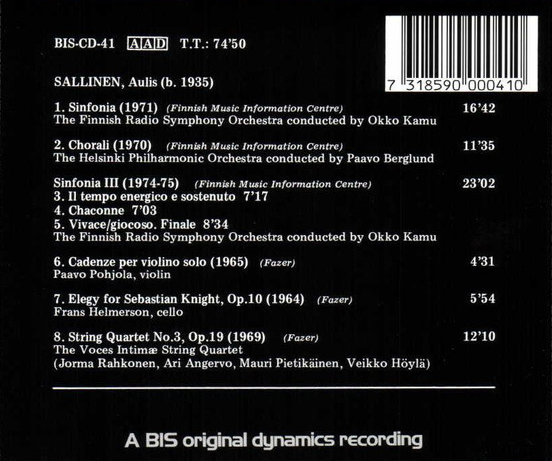 BIS-CD-41 AAD T.T.: 74'50
7 318590 000410
SALLINEN, Aulis (b. 1935)
1. Sinfonia (1971) (Finnish Music Information Centre) 16'42
The Finnish Radio Symphony Orchestra conducted by Okko Kamu
2. Chorali (1970) (Finnish Music Information Centre) 11'35
The Helsinki Philharmonic Orchestra conducted by Paavo Berglund
Sinfonia III (1974-75) (Finnish Music Information Centre) 23'02
3. Il tempo energico e sostenuto 7'17
4. Chaconne 7'03
5. Vivace/giocoso. Finale 8'34
The Finnish Radio Symphony Orchestra conducted by Okko Kamu
6. Cadenze per violino solo (1965) (Fazer) 4'31
Paavo Pohjola, violin
7. Elegy for Sebastian Knight, Op.10 (1964) (Fazer) 5'54
Frans Helmerson, cello
8. String Quartet No.3, Op.19 (1969) (Fazer) 12'10
The Voces Intimæ String Quartet
(Jorma Rahkonen, Ari Angervo, Mauri Pietikäinen, Veikko Höylä)
A BIS original dynamics recording